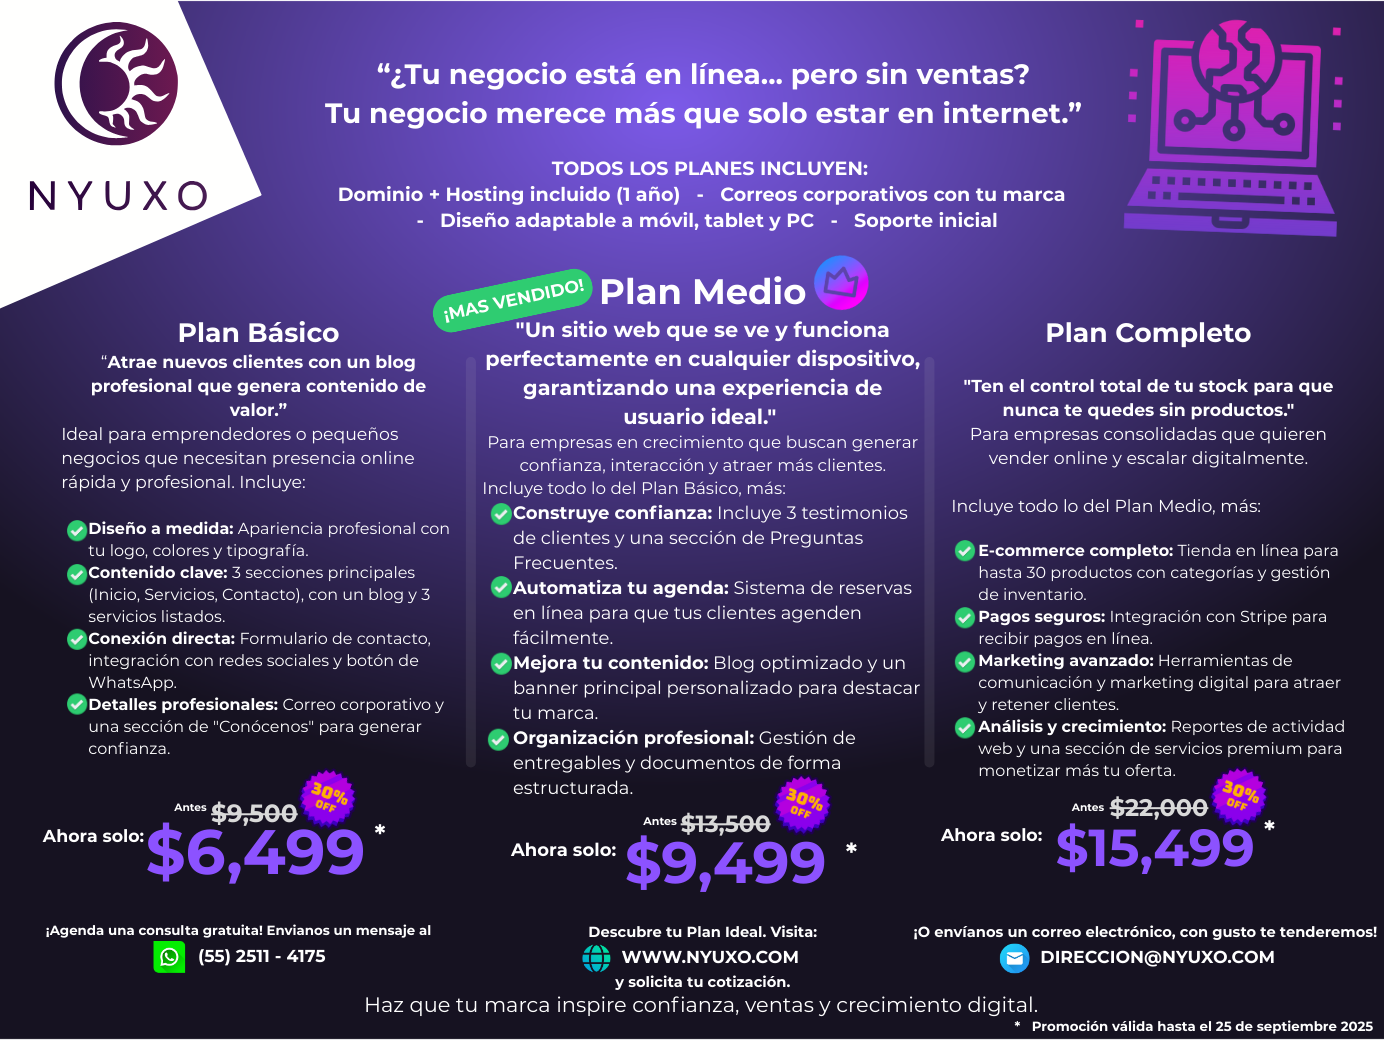 NYUXO
“¿Tu negocio está en línea... pero sin ventas?
Tu negocio merece más que solo estar en internet.”
TODOS LOS PLANES INCLUYEN:
Dominio + Hosting incluido (1 año) - Correos corporativos con tu marca
- Diseño adaptable a móvil, tablet y PC - Soporte inicial
Plan Básico
“Atrae nuevos clientes con un blog
profesional que genera contenido de
valor.”
Ideal para emprendedores o pequeños
negocios que necesitan presencia online
rápida y profesional. Incluye:
Diseño a medida: Apariencia profesional con
tu logo, colores y tipografía.
Contenido clave: 3 secciones principales
(Inicio, Servicios, Contacto), con un blog y 3
servicios listados.
Conexión directa: Formulario de contacto,
integración con redes sociales y botón de
WhatsApp.
Detalles profesionales: Correo corporativo y
una sección de "Conócenos" para generar
confianza.
Antes $9,500
30%
OFF
Ahora solo: $6,499 *
¡MAS VENDIDO!
Plan Medio
"Un sitio web que se ve y funciona
perfectamente en cualquier dispositivo,
garantizando una experiencia de
usuario ideal."
Para empresas en crecimiento que buscan generar
confianza, interacción y atraer más clientes.
Incluye todo lo del Plan Básico, más:
Construye confianza: Incluye 3 testimonios
de clientes y una sección de Preguntas
Frecuentes.
Automatiza tu agenda: Sistema de reservas
en línea para que tus clientes agenden
fácilmente.
Mejora tu contenido: Blog optimizado y un
banner principal personalizado para destacar
tu marca.
Organización profesional: Gestión de
entregables y documentos de forma
estructurada.
Antes $13,500
30%
OFF
Ahora solo: $9,499 *
Plan Completo
"Ten el control total de tu stock para que
nunca te quedes sin productos."
Para empresas consolidadas que quieren
vender online y escalar digitalmente.
Incluye todo lo del Plan Medio, más:
E-commerce completo: Tienda en línea para
hasta 30 productos con categorías y gestión
de inventario.
Pagos seguros: Integración con Stripe para
recibir pagos en línea.
Marketing avanzado: Herramientas de
comunicación y marketing digital para atraer
y retener clientes.
Análisis y crecimiento: Reportes de actividad
web y una sección de servicios premium para
monetizar más tu oferta.
Antes $22,000
30%
OFF
Ahora solo: $15,499 *
¡Agenda una consulta gratuita! Envianos un mensaje al
(55) 2511 - 4175
Descubre tu Plan Ideal. Visita:
WWW.NYUXO.COM
y solicita tu cotización.
¡O envíanos un correo electrónico, con gusto te tenderemos!
DIRECCION@NYUXO.COM
Haz que tu marca inspire confianza, ventas y crecimiento digital.
* Promoción válida hasta el 25 de septiembre 2025